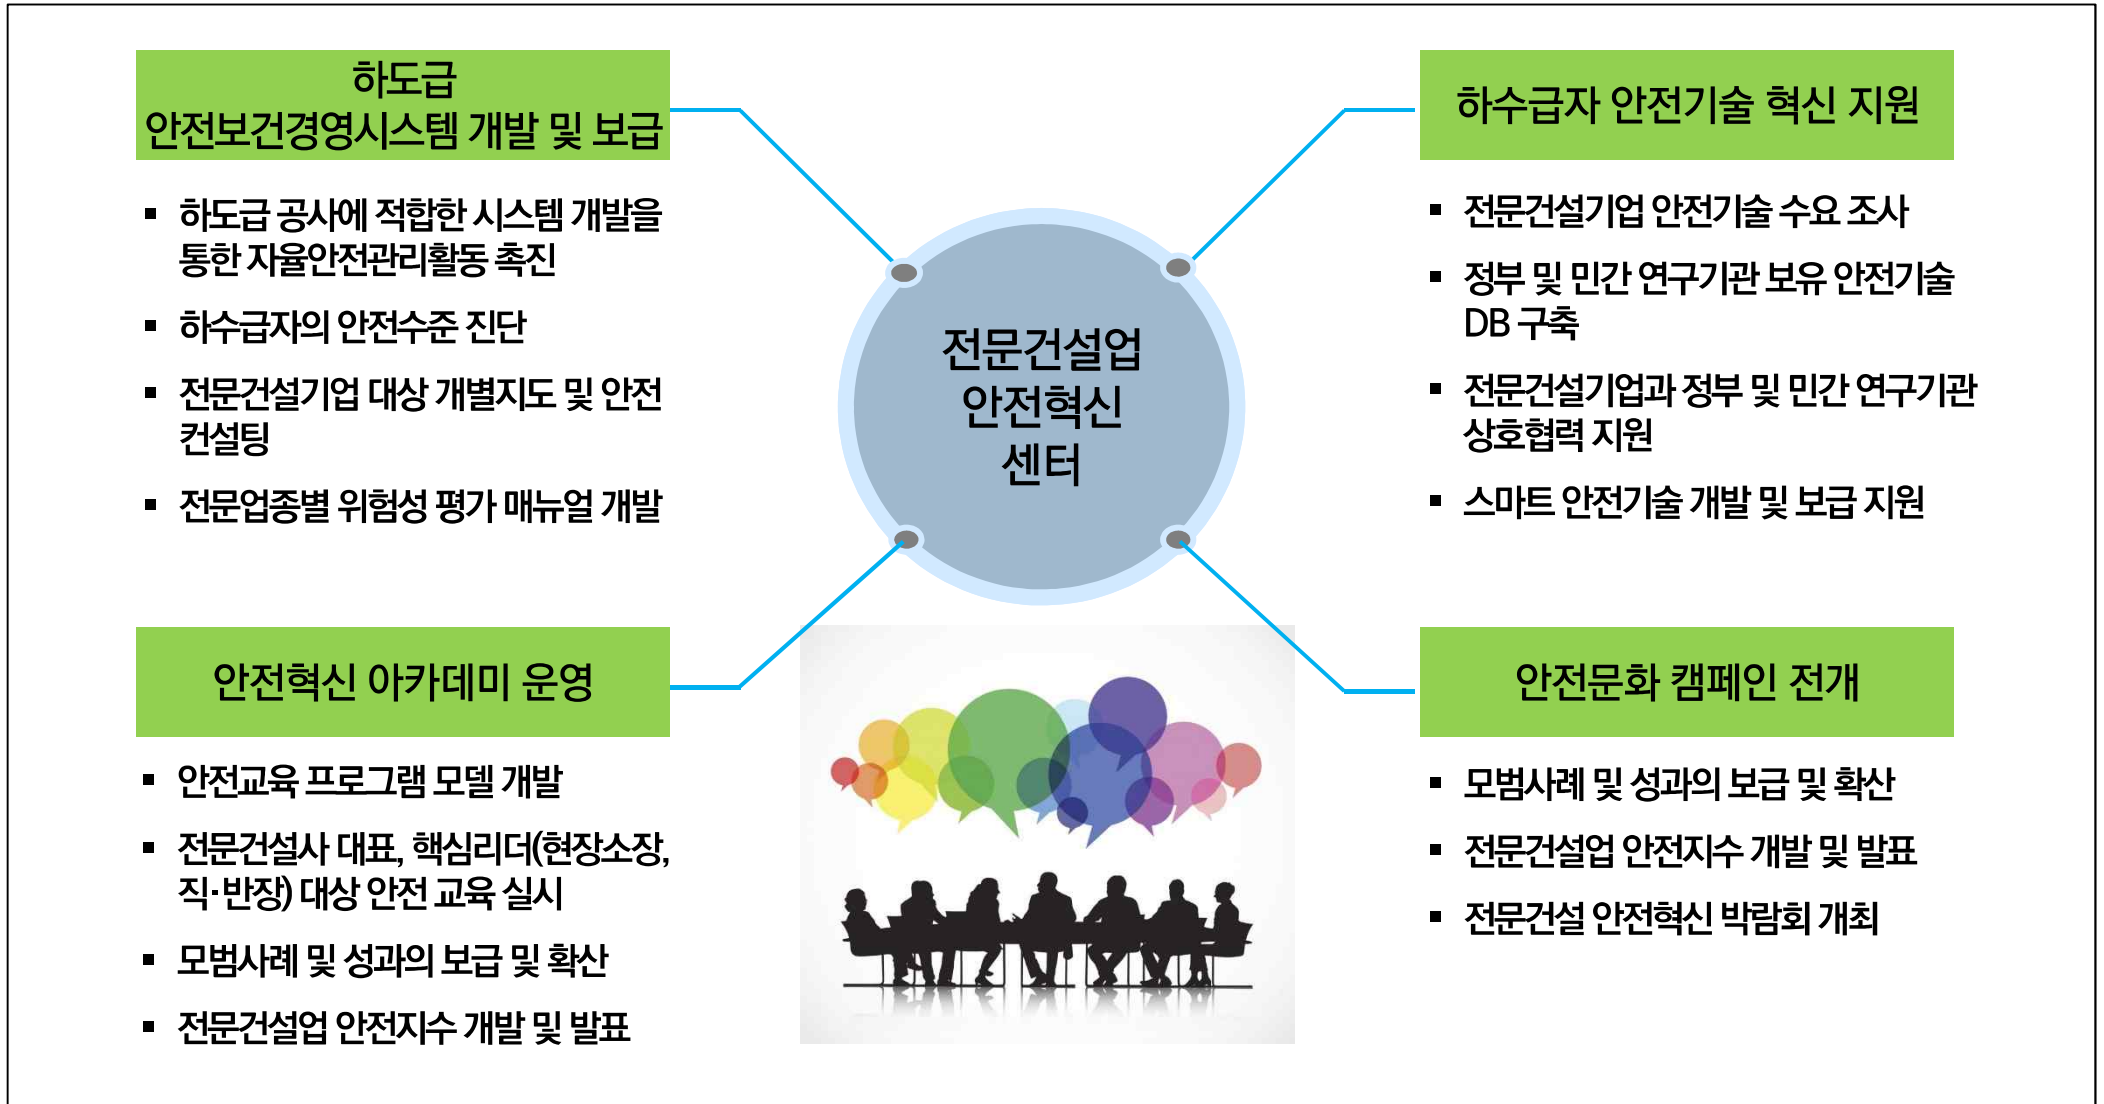 하도급
안전보건경영시스템 개발 및 보급
▪ 하도급 공사에 적합한 시스템 개발을
통한 자율안전관리활동 촉진
▪ 하수급자의 안전수준 진단
▪ 전문건설기업 대상 개별지도 및 안전
컨설팅
▪ 전문업종별 위험성 평가 매뉴얼 개발
하수급자 안전기술 혁신 지원
▪ 전문건설기업 안전기술 수요 조사
▪ 정부 및 민간 연구기관 보유 안전기술
DB 구축
▪ 전문건설기업과 정부 및 민간 연구기관
상호협력 지원
▪ 스마트 안전기술 개발 및 보급 지원
전문건설업
안전혁신
센터
안전혁신 아카데미 운영
▪ 안전교육 프로그램 모델 개발
▪ 전문건설사 대표, 핵심리더(현장소장,
직·반장) 대상 안전 교육 실시
▪ 모범사례 및 성과의 보급 및 확산
▪ 전문건설업 안전지수 개발 및 발표
안전문화 캠페인 전개
▪ 모범사례 및 성과의 보급 및 확산
▪ 전문건설업 안전지수 개발 및 발표
▪ 전문건설 안전혁신 박람회 개최